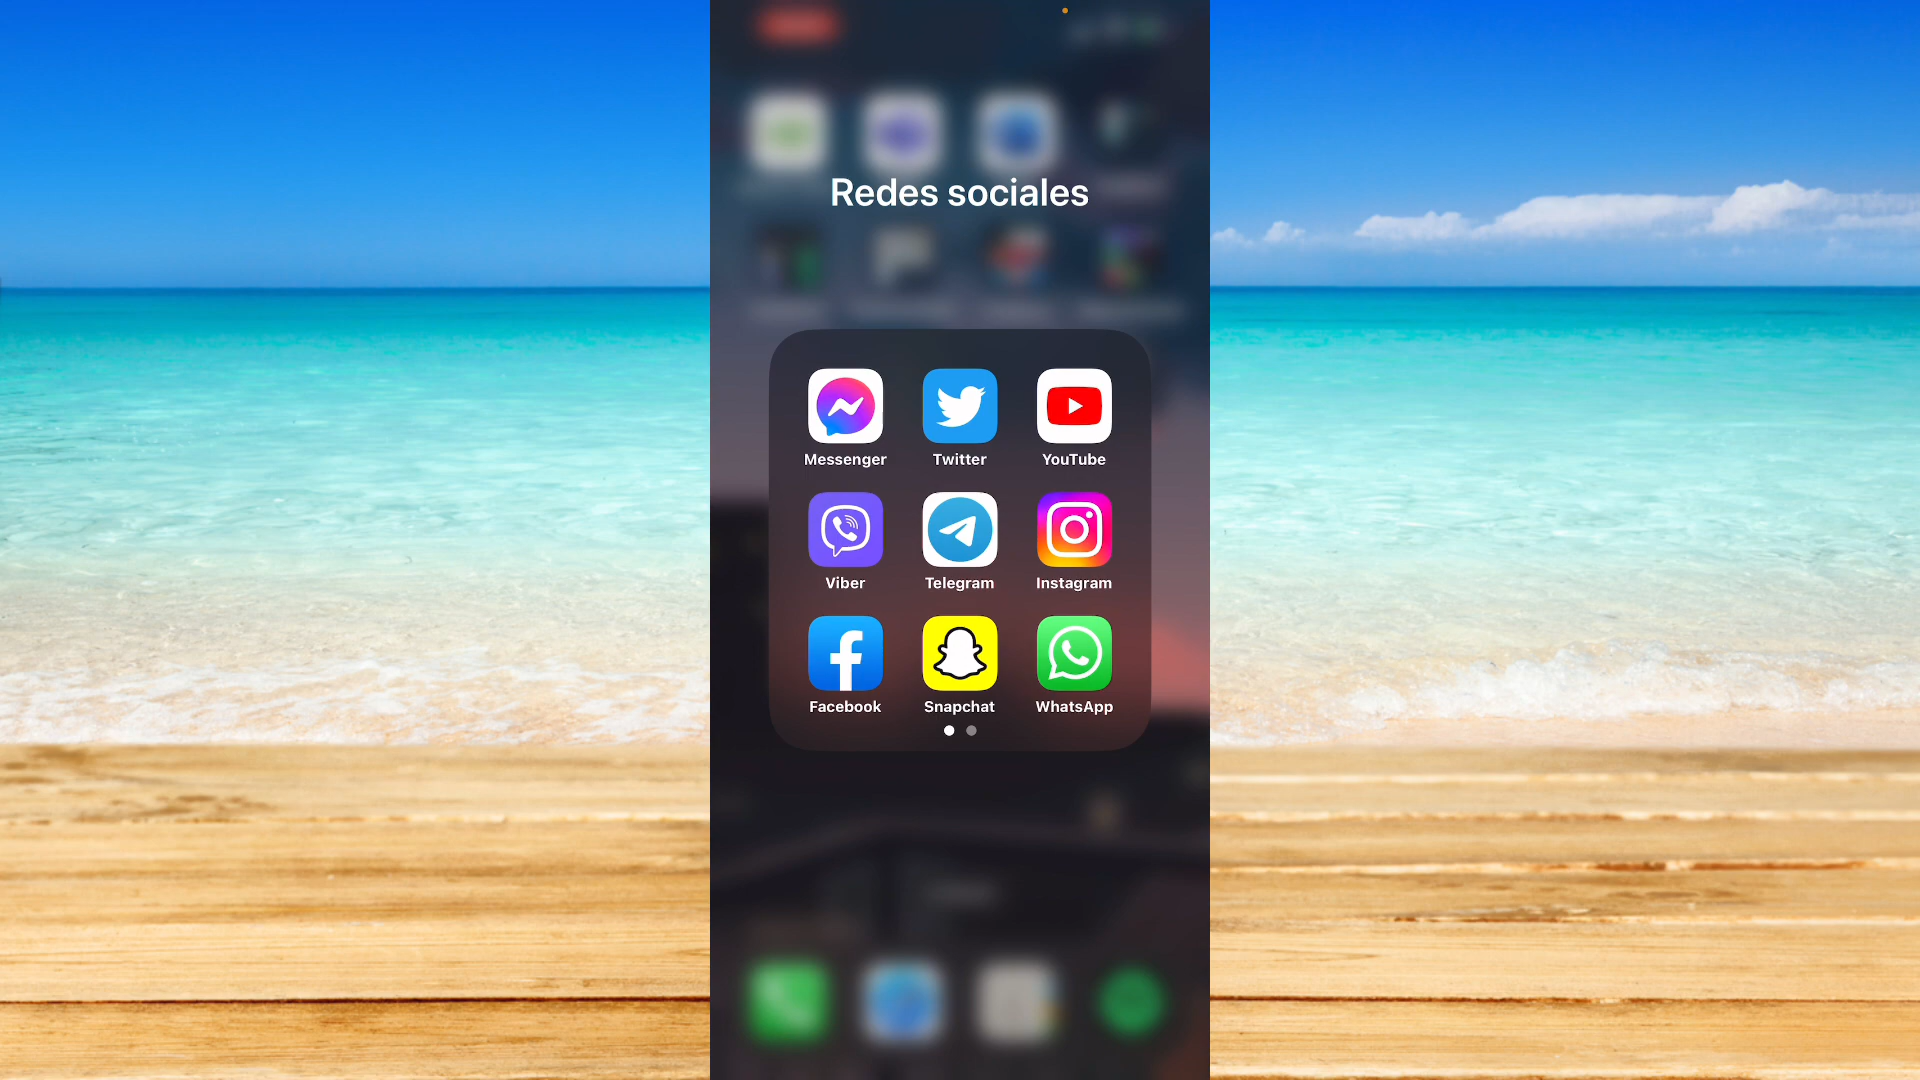 Redes sociales
Messenger
Twitter
YouTube
Viber
Telegram
Instagram
Facebook
Snapchat
WhatsApp